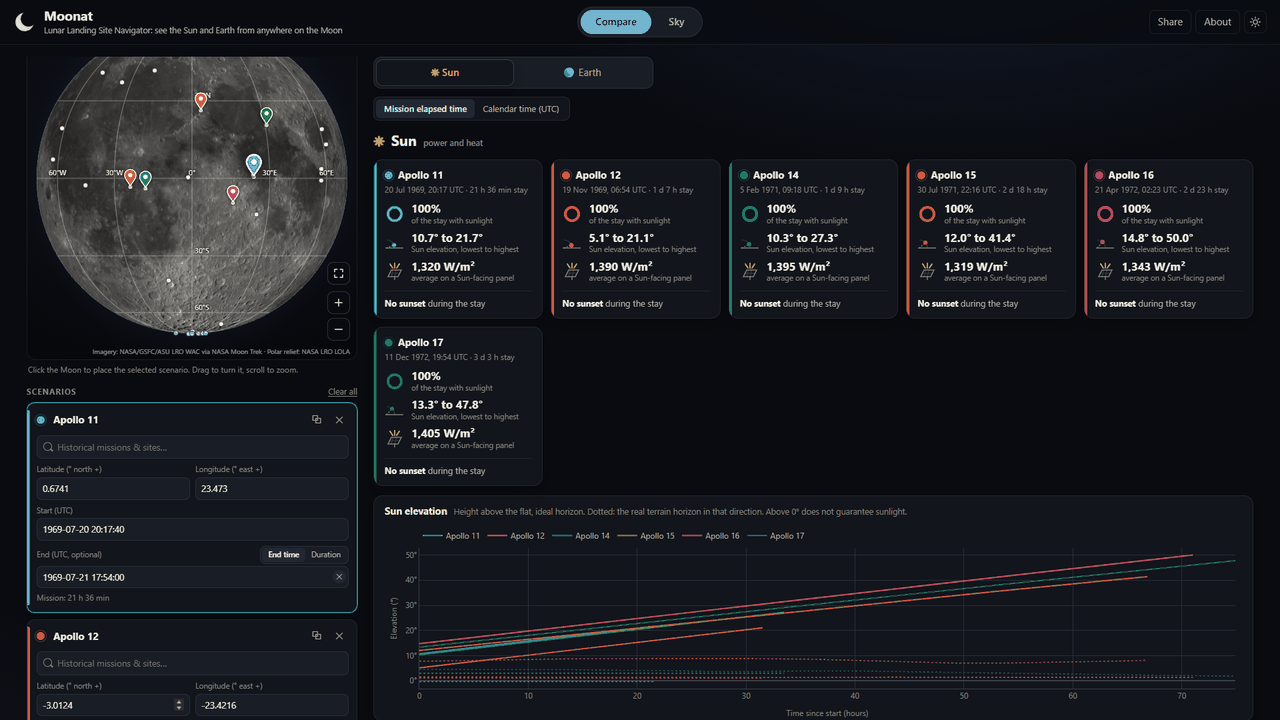 Moonat
Lunar Landing Site Navigator: see the Sun and Earth from anywhere on the Moon
Compare
Sky
Share
About
60°W
30°W
0°
30°E
60°E
30°S
60°S
+
−
Imagery: NASA/GSFC/ASU LRO WAC via NASA Moon Trek · Polar relief: NASA LRO LOLA
Click the Moon to place the selected scenario. Drag to turn it, scroll to zoom.
SCENARIOS
Clear all
Apollo 11
Historical missions & sites...
Latitude (° north +)
Longitude (° east +)
0.6741
23.473
Start (UTC)
1969-07-20 20:17:40
End (UTC, optional)
End time
Duration
1969-07-21 17:54:00
Mission: 21 h 36 min
Apollo 12
Historical missions & sites...
Latitude (° north +)
Longitude (° east +)
-3.0124
-23.4216
Sun
Earth
Mission elapsed time
Calendar time (UTC)
Sun power and heat
Apollo 11
20 Jul 1969, 20:17 UTC · 21 h 36 min stay
100%
of the stay with sunlight
10.7° to 21.7°
Sun elevation, lowest to highest
1,320 W/m²
average on a Sun-facing panel
No sunset during the stay
Apollo 12
19 Nov 1969, 06:54 UTC · 1 d 7 h stay
100%
of the stay with sunlight
5.1° to 21.1°
Sun elevation, lowest to highest
1,390 W/m²
average on a Sun-facing panel
No sunset during the stay
Apollo 14
5 Feb 1971, 09:18 UTC · 1 d 9 h stay
100%
of the stay with sunlight
10.3° to 27.3°
Sun elevation, lowest to highest
1,395 W/m²
average on a Sun-facing panel
No sunset during the stay
Apollo 15
30 Jul 1971, 22:16 UTC · 2 d 18 h stay
100%
of the stay with sunlight
12.0° to 41.4°
Sun elevation, lowest to highest
1,319 W/m²
average on a Sun-facing panel
No sunset during the stay
Apollo 16
21 Apr 1972, 02:23 UTC · 2 d 23 h stay
100%
of the stay with sunlight
14.8° to 50.0°
Sun elevation, lowest to highest
1,343 W/m²
average on a Sun-facing panel
No sunset during the stay
Apollo 17
11 Dec 1972, 19:54 UTC · 3 d 3 h stay
100%
of the stay with sunlight
13.3° to 47.8°
Sun elevation, lowest to highest
1,405 W/m²
average on a Sun-facing panel
No sunset during the stay
Sun elevation Height above the flat, ideal horizon. Dotted: the real terrain horizon in that direction. Above 0° does not guarantee sunlight.
Apollo 11 Apollo 12 Apollo 14 Apollo 15 Apollo 16 Apollo 17
Elevation (°)
50°
40°
30°
20°
10°
0°
0 10 20 30 40 50 60 70
Time since start (hours)